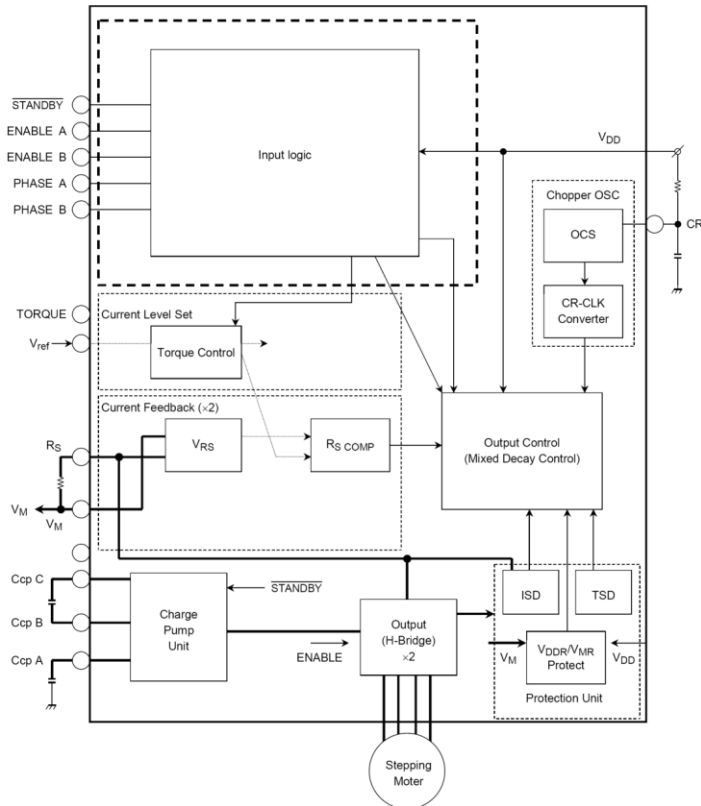 STANDBY
ENABLE A
ENABLE B
PHASE A
PHASE B
Input logic
VDD
Chopper OSC
OCS
CR
CR-CLK
Converter
TORQUE
Current Level Set
Vref
Torque Control
Current Feedback (×2)
RS
VRS
RS COMP
Output Control
(Mixed Decay Control)
VM
VM
Ccp C
STANDBY
Ccp B
Charge
Pump
Unit
Ccp A
ENABLE
Output
(H-Bridge)
×2
ISD
TSD
VM
VDDR/VMR
Protect
VDD
Protection Unit
Stepping
Moter